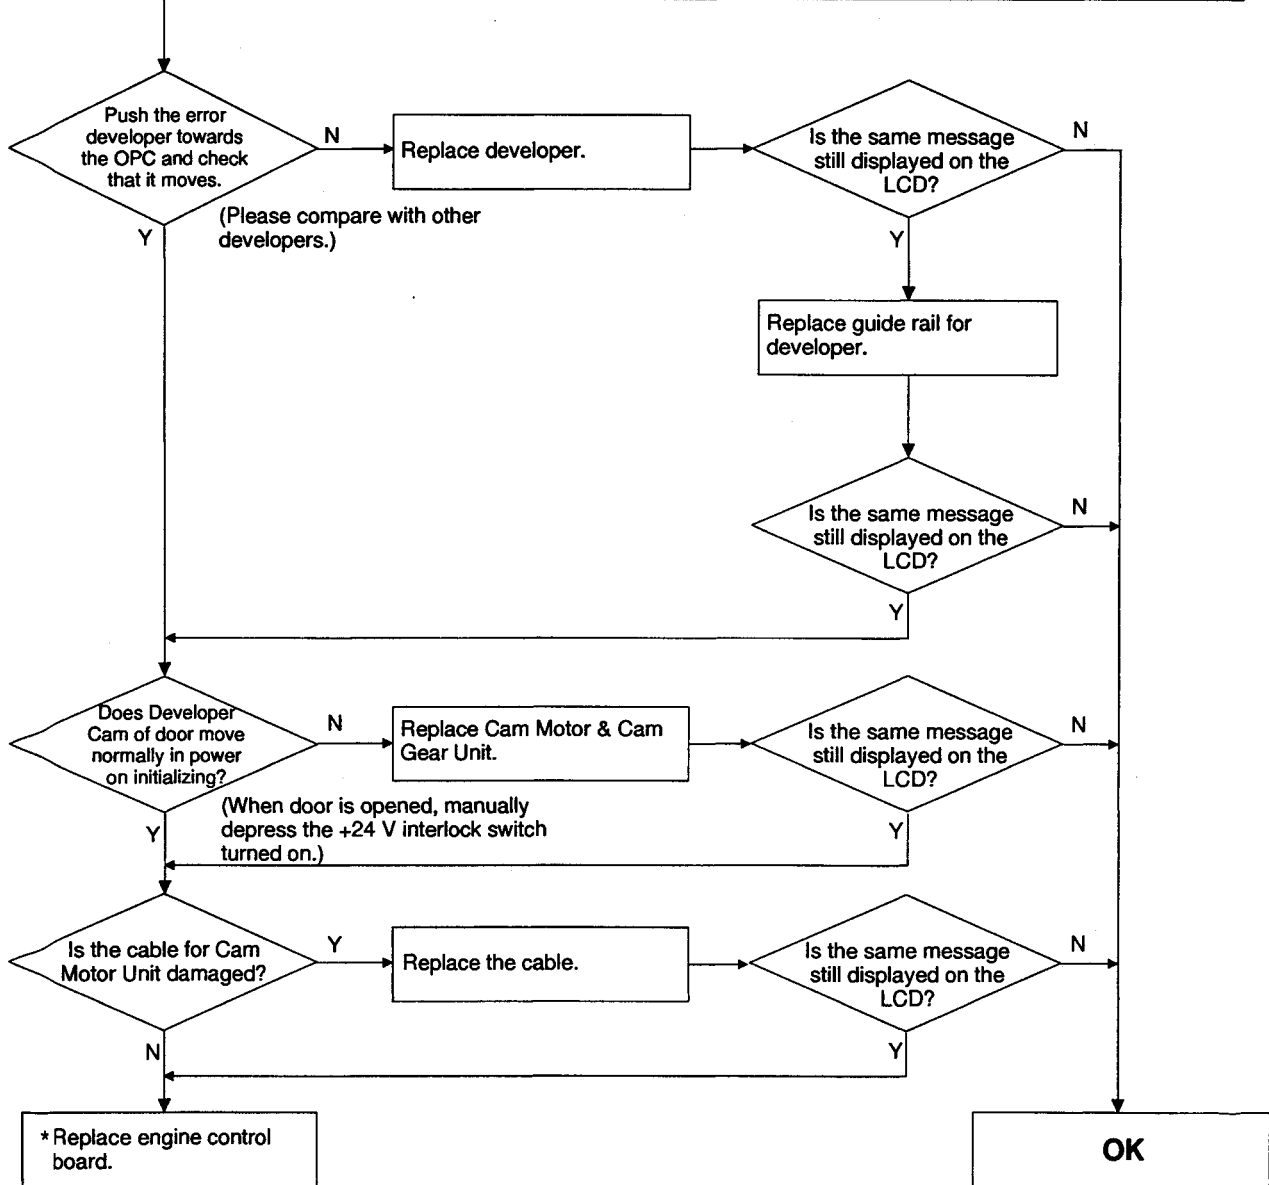 Push the error
developer towards
the OPC and check
that it moves.
N
Replace developer.
Is the same message
still displayed on the
LCD?
N
Y
(Please compare with other
developers.)
Y
Replace guide rail for
developer.
Is the same message
still displayed on the
LCD?
N
Y
Does Developer
Cam of door move
normally in power
on initializing?
N
Replace Cam Motor & Cam
Gear Unit.
Is the same message
still displayed on the
LCD?
N
Y
(When door is opened, manually
depress the +24 V interlock switch
turned on.)
Y
Is the cable for Cam
Motor Unit damaged?
Y
Replace the cable.
Is the same message
still displayed on the
LCD?
N
N
Y
* Replace engine control
board.
OK